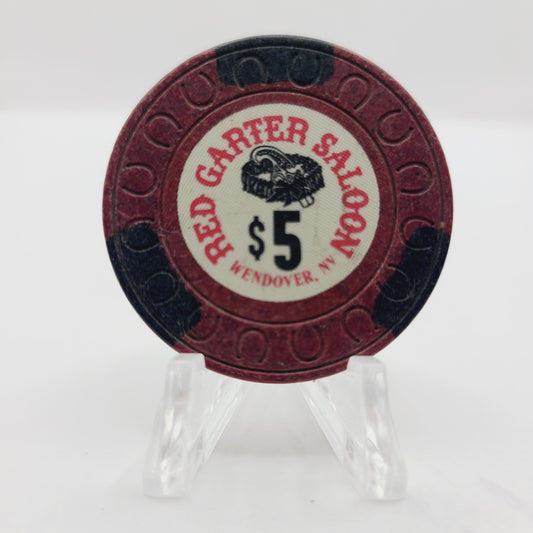 RED GARTER SALOON
$5
WENDOVER, NV